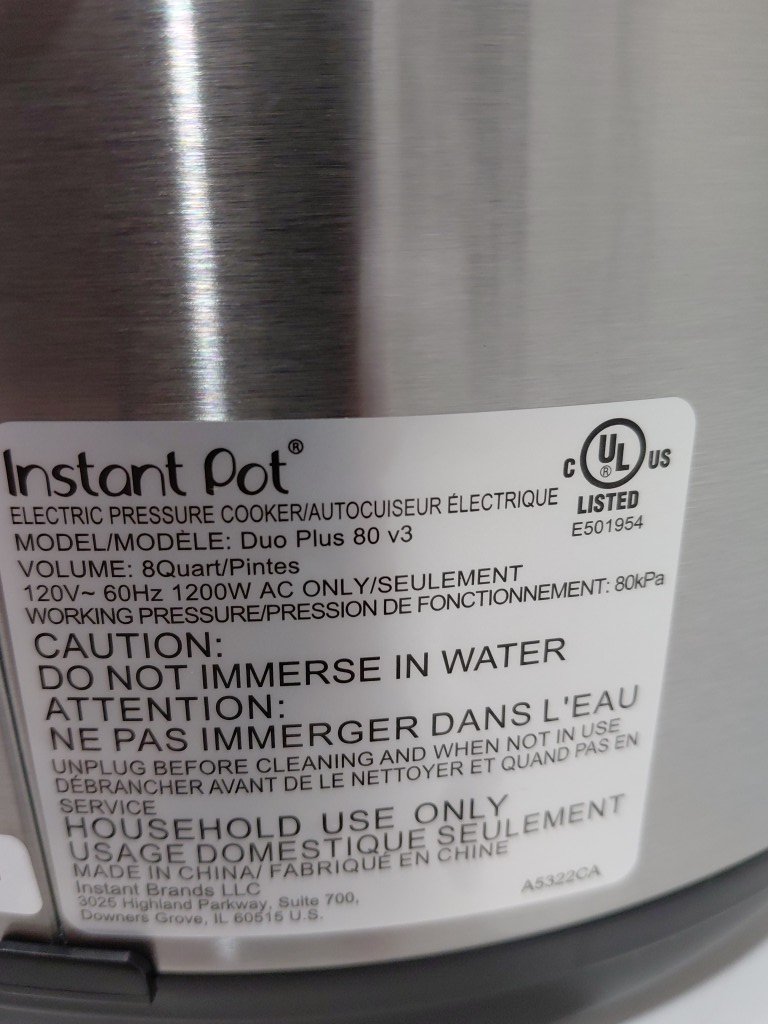 Instant Pot®
C UL® US
LISTED
E501954
ELECTRIC PRESSURE COOKER/AUTOCUISEUR ÉLECTRIQUE
MODEL/MODÈLE: Duo Plus 80 v3
VOLUME: 8Quart/Pintes
120V~ 60Hz 1200W AC ONLY/SEULEMENT
WORKING PRESSURE/PRESSION DE FONCTIONNEMENT: 80kPa
CAUTION:
DO NOT IMMERSE IN WATER
ATTENTION:
NE PAS IMMERGER DANS L'EAU
UNPLUG BEFORE CLEANING AND WHEN NOT IN USE
DÉBRANCHER AVANT DE LE NETTOYER ET QUAND PAS EN
SERVICE
HOUSEHOLD USE ONLY
USAGE DOMESTIQUE SEULEMENT
MADE IN CHINA/ FABRIQUÉ EN CHINE
Instant Brands LLC
3025 Highland Parkway, Suite 700,
Downers Grove, IL 60515 U.S.
A5322CA